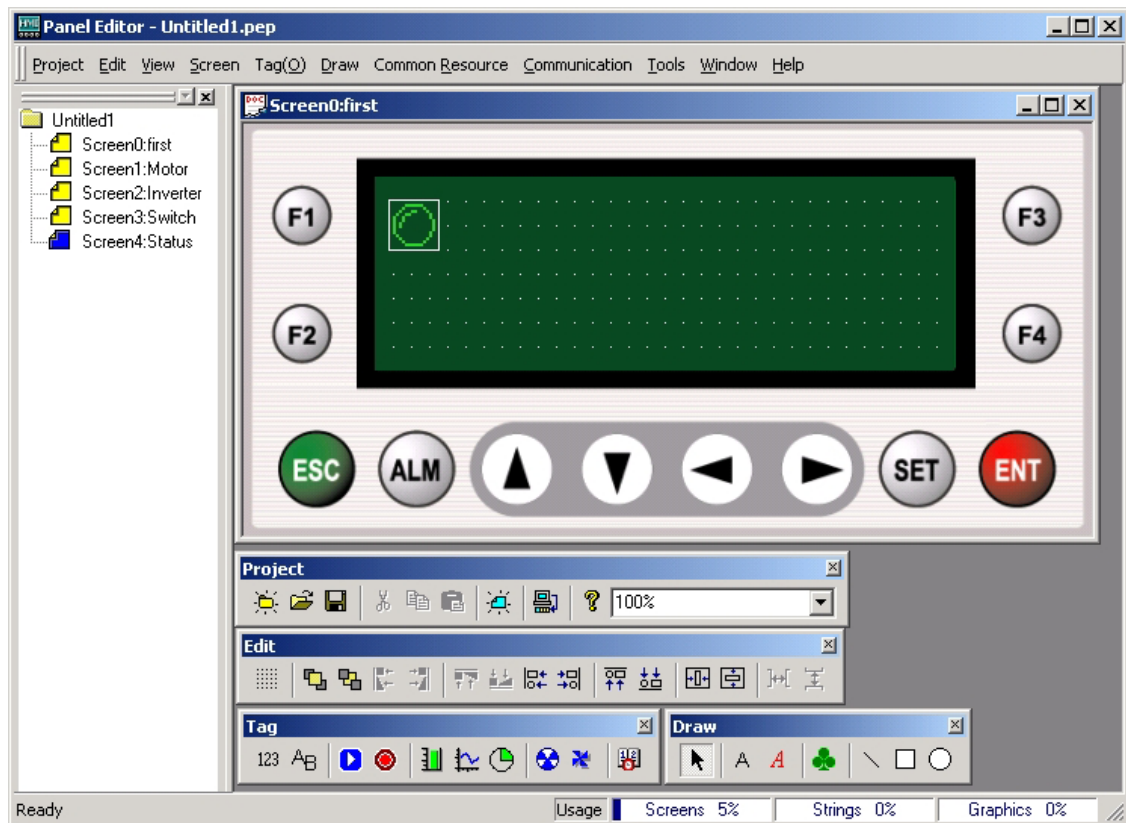 Panel Editor - Untitled1.pep
Project Edit View Screen Tag(O) Draw Common Resource Communication Tools Window Help
Untitled1
Screen0:first
Screen1:Motor
Screen2:Inverter
Screen3:Switch
Screen4:Status
Screen0:first
F1
F3
F2
F4
ESC ALM SET ENT
Project
100%
Edit
Tag
123 AB
Draw
A A
Ready
Usage Screens 5% Strings 0% Graphics 0%